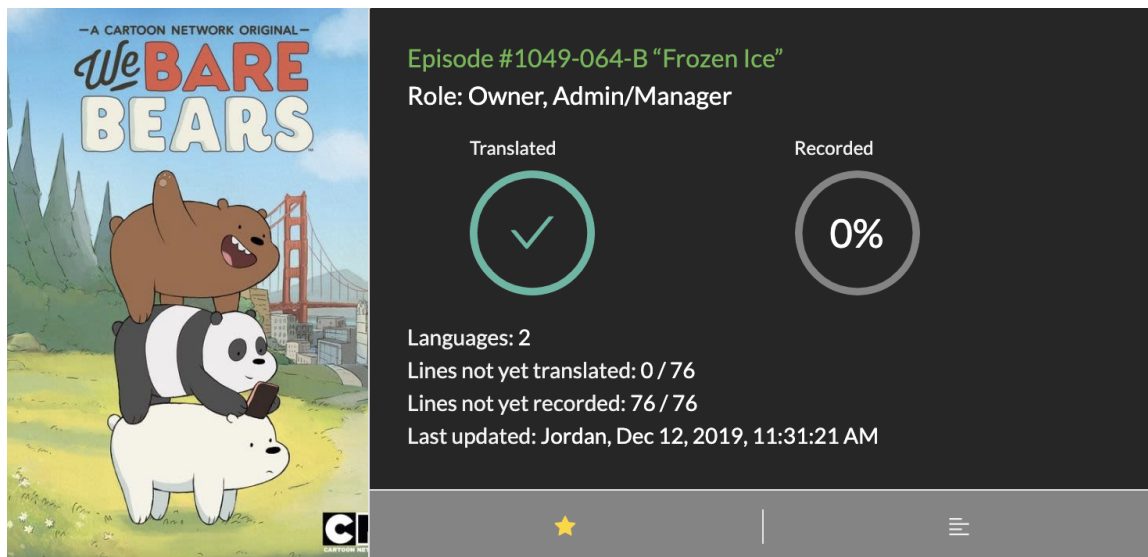 –A CARTOON NETWORK ORIGINAL–
We BARE
BEARS
Episode #1049-064-B “Frozen Ice”
Role: Owner, Admin/Manager
Translated
Recorded
0%
Languages: 2
Lines not yet translated: 0 / 76
Lines not yet recorded: 76 / 76
Last updated: Jordan, Dec 12, 2019, 11:31:21 AM
C
CARTOON NET